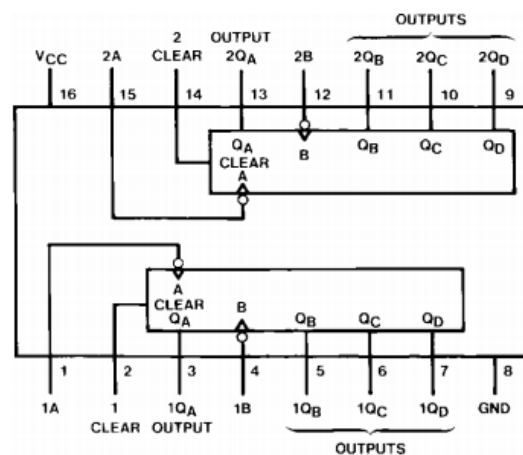 OUTPUTS
2 OUTPUT
VCC 2A CLEAR 2QA 2B 2QB 2QC 2QD
16 15 14 13 12 11 10 9
QA B QB QC QD
CLEAR
A
A
CLEAR B
QA QB QC QD
1 2 3 4 5 6 7 8
1A 1 1QA 1B 1QB 1QC 1QD GND
CLEAR OUTPUT
OUTPUTS